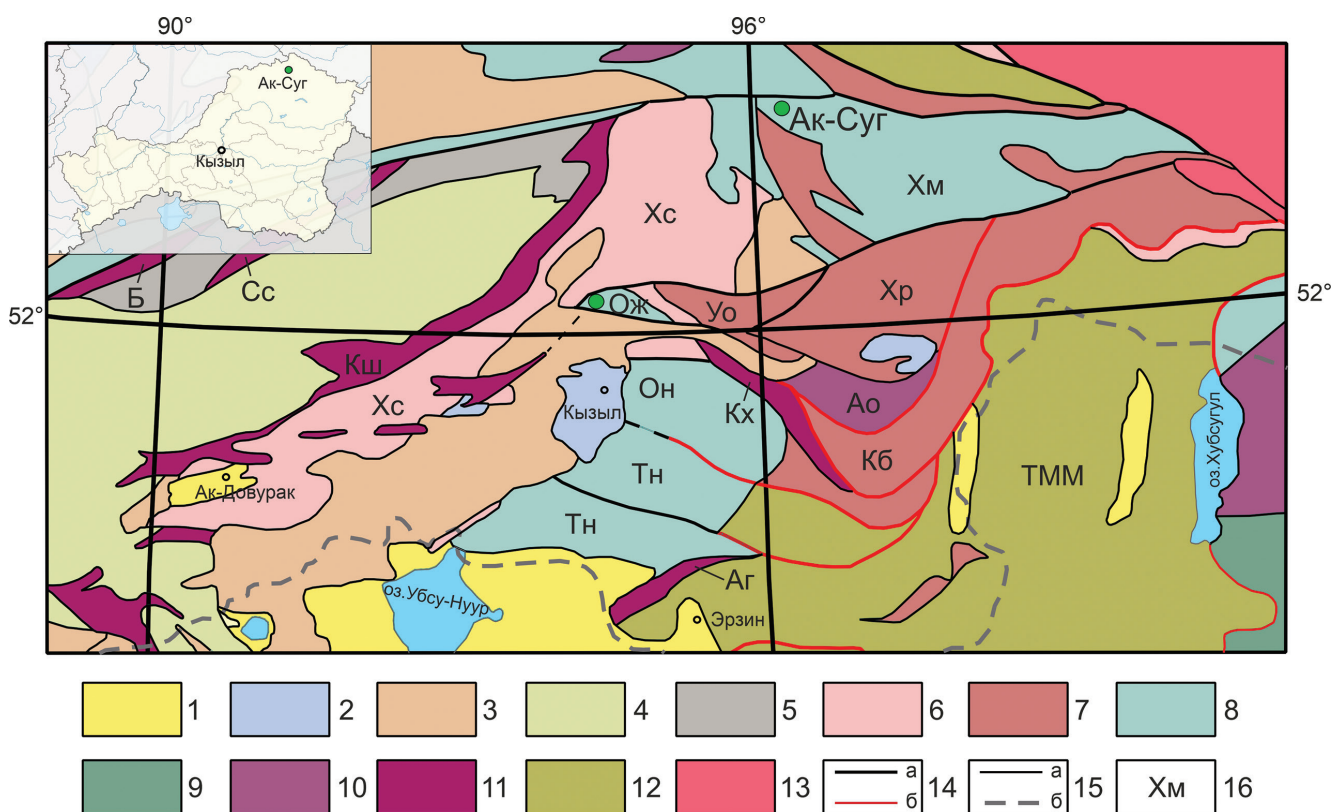 90°
96°
Ак-Суг
Кызыл
Ак-Суг
Хм
Хс
Б
Сс
52°
Ож
Уо
Хр
52°
Кш
Хс
Кызыл
Он
Кх
Ао
Кб
оз.Хубсугул
Ак-Довурак
Тн
ТММ
Тн
Аг
оз.Убсу-Нуур
Эрзин
1
2
3
4
5
6
7
8
9
10
11
12
13
а
б
14
а
б
15
Хм
16